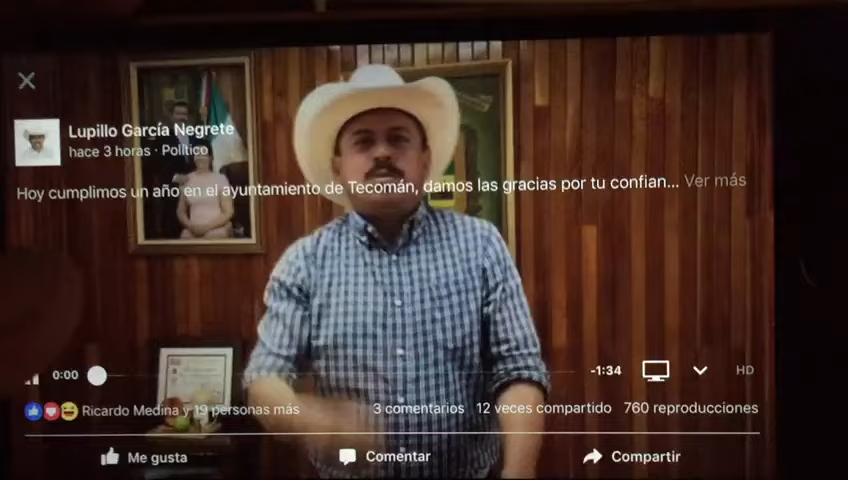 Lupillo García Negrete
hace 3 horas · Político
Hoy cumplimos un año en el ayuntamiento de Tecomán, damos las gracias por tu confian... Ver más
0:00 -1:34 HD
Ricardo Medina y 19 personas más 3 comentarios 12 veces compartido 760 reproducciones
Me gusta Comentar Compartir